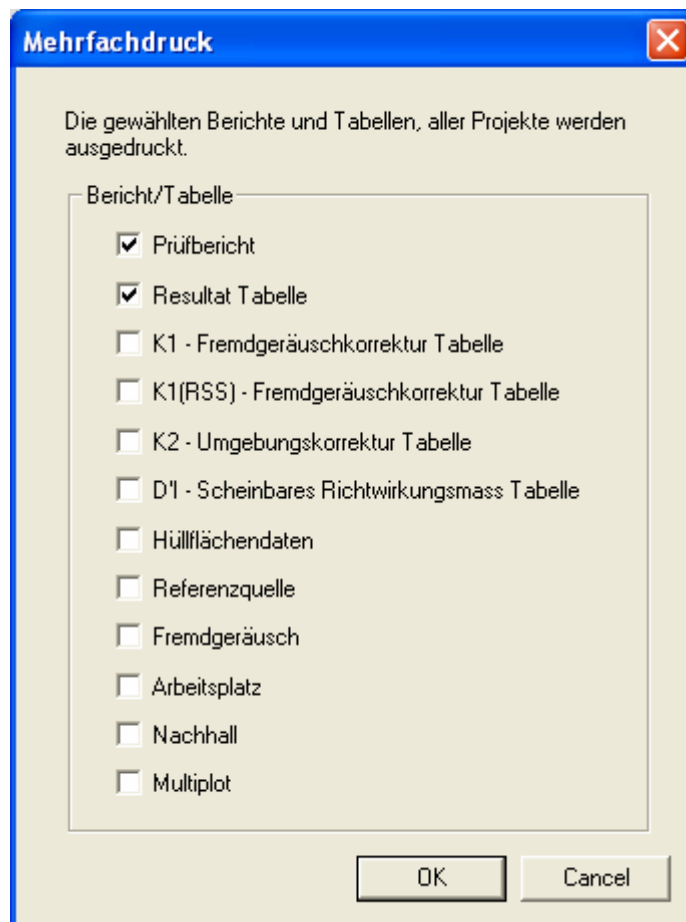 Mehrfachdruck
Die gewählten Berichte und Tabellen, aller Projekte werden
ausgedruckt.
Bericht/Tabelle
Prüfbericht
Resultat Tabelle
K1 - Fremdgeräuschkorrektur Tabelle
K1(RSS) - Fremdgeräuschkorrektur Tabelle
K2 - Umgebungskorrektur Tabelle
D'I - Scheinbares Richtwirkungsmass Tabelle
Hüllflächendaten
Referenzquelle
Fremdgeräusch
Arbeitsplatz
Nachhall
Multiplot
OK Cancel